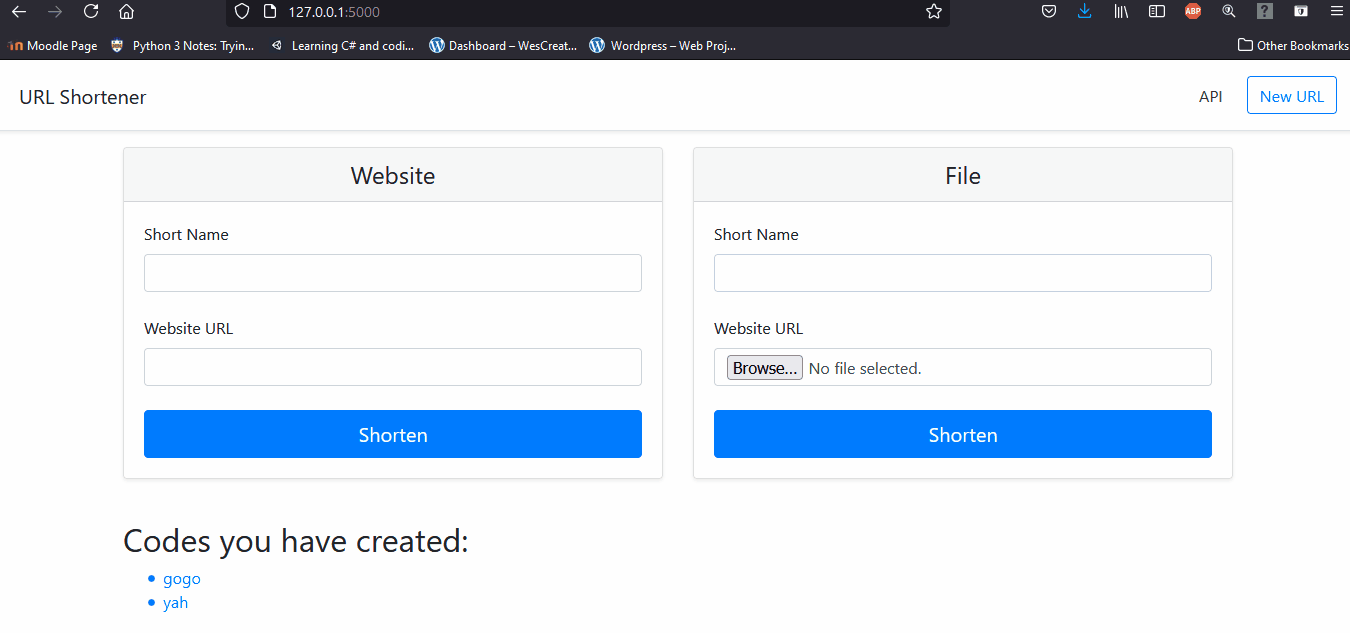 127.0.0.1:5000
ABP
Moodle Page Python 3 Notes: Tryin... Learning C# and codi... Dashboard – WesCreat... Wordpress – Web Proj... Other Bookmarks
URL Shortener API New URL
Website
Short Name
Website URL
Shorten
File
Short Name
Website URL
Browse... No file selected.
Shorten
Codes you have created:
gogo
yah